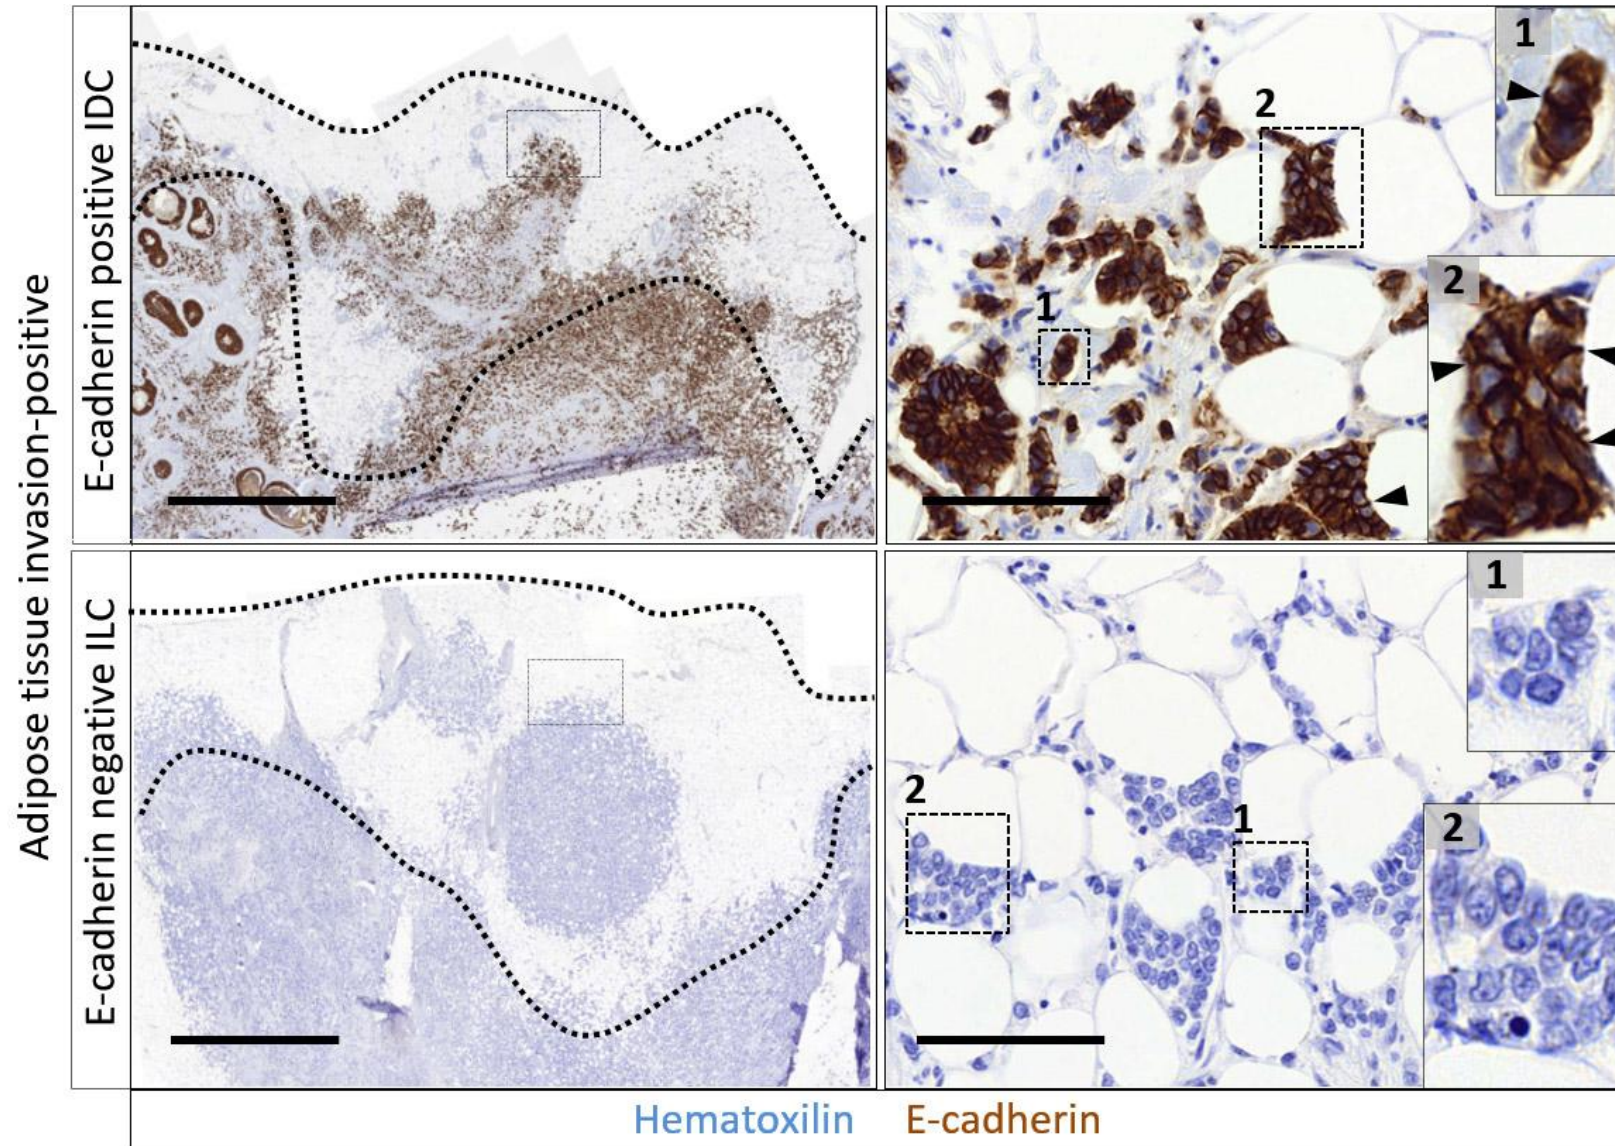 Adipose tissue invasion-positive
E-cadherin positive IDC
1
2
1
2
E-cadherin negative ILC
1
2
1
2
Hematoxilin E-cadherin